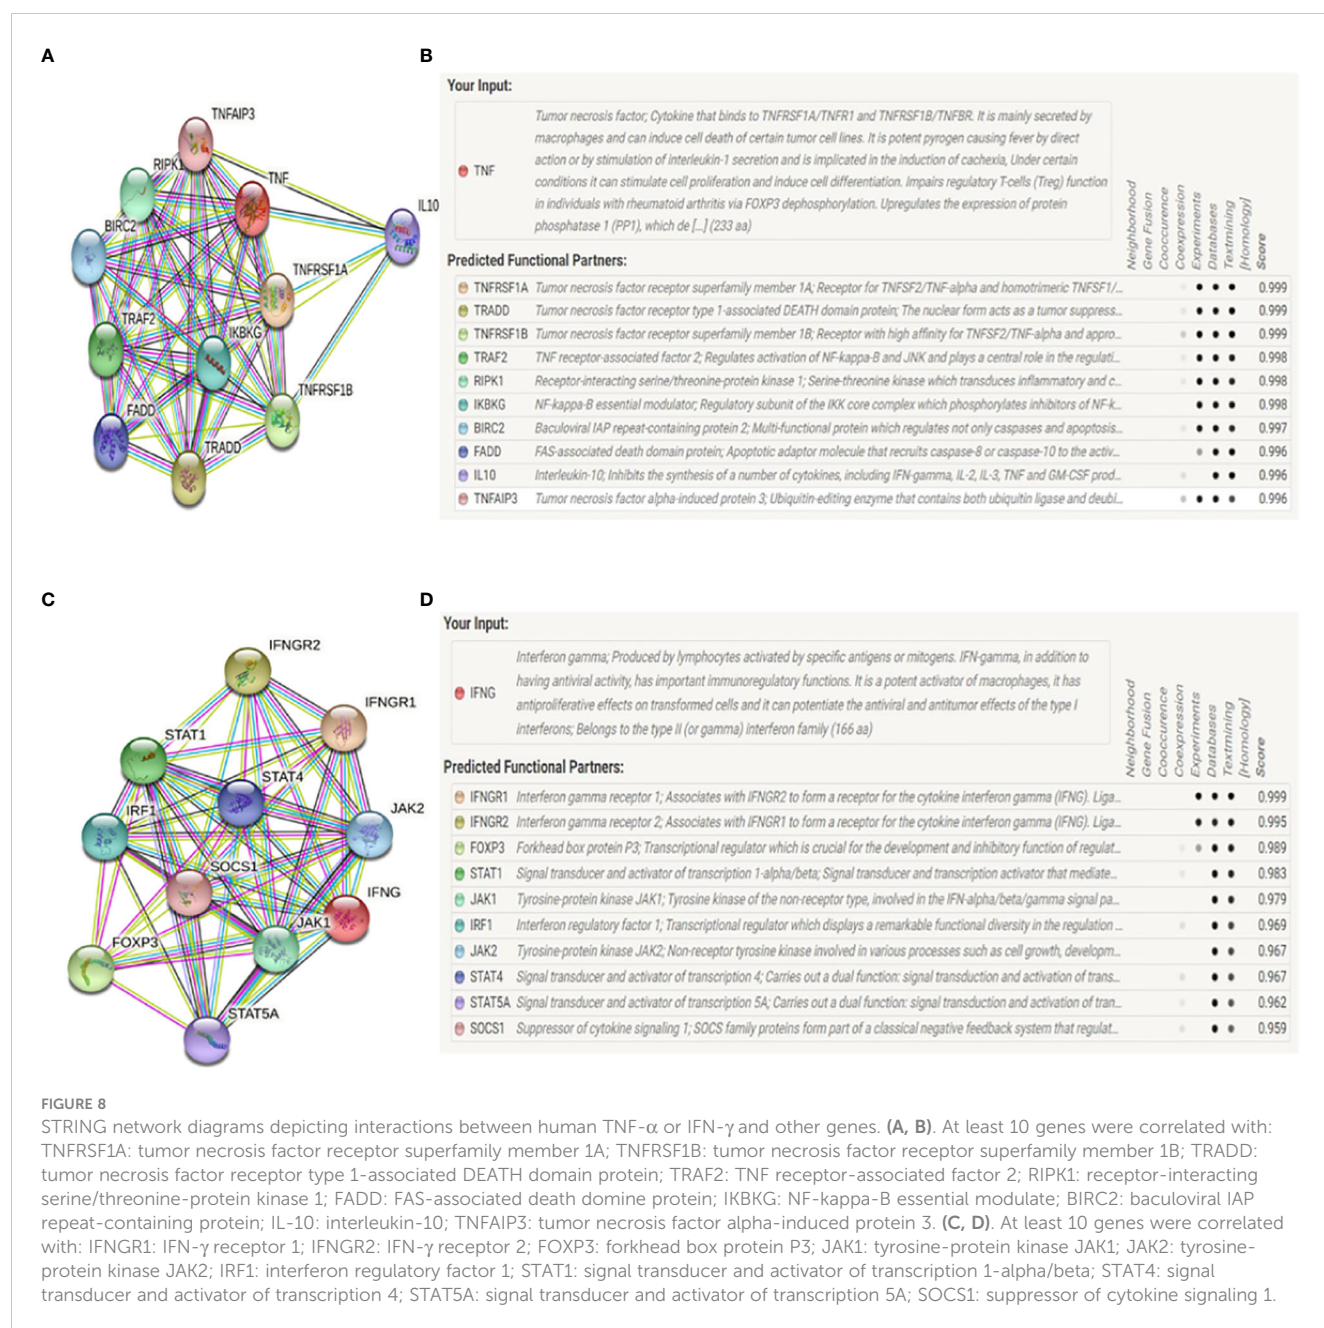 A
TNFAIP3
RIPK1
TNF
IL10
BIRC2
TNFRSF1A
TRAF2
IKBKG
TNFRSF1B
FADD
TRADD
B
Your Input:
TNF
Tumor necrosis factor; Cytokine that binds to TNFRSF1A/TNFR1 and TNFRSF1B/TNFBR. It is mainly secreted by
macrophages and can induce cell death of certain tumor cell lines. It is potent pyrogen causing fever by direct
action or by stimulation of interleukin-1 secretion and is implicated in the induction of cachexia, Under certain
conditions it can stimulate cell proliferation and induce cell differentiation. Impairs regulatory T-cells (Treg) function
in individuals with rheumatoid arthritis via FOXP3 dephosphorylation. Upregulates the expression of protein
phosphatase 1 (PP1), which de [...] (233 aa)
Neighborhood
Gene Fusion
Cooccurence
Coexpression
Experiments
Databases
Textmining
[Homology]
Score
Predicted Functional Partners:
TNFRSF1A Tumor necrosis factor receptor superfamily member 1A; Receptor for TNFSF2/TNF-alpha and homotrimeric TNFSF1/... 0.999
TRADD Tumor necrosis factor receptor type 1-associated DEATH domain protein; The nuclear form acts as a tumor suppress... 0.999
TNFRSF1B Tumor necrosis factor receptor superfamily member 1B; Receptor with high affinity for TNFSF2/TNF-alpha and appro... 0.999
TRAF2 TNF receptor-associated factor 2; Regulates activation of NF-kappa-B and JNK and plays a central role in the regulati... 0.998
RIPK1 Receptor-interacting serine/threonine-protein kinase 1; Serine-threonine kinase which transduces inflammatory and c... 0.998
IKBKG NF-kappa-B essential modulator; Regulatory subunit of the IKK core complex which phosphorylates inhibitors of NF-k... 0.998
BIRC2 Baculoviral IAP repeat-containing protein 2; Multi-functional protein which regulates not only caspases and apoptosis... 0.997
FADD FAS-associated death domain protein; Apoptotic adaptor molecule that recruits caspase-8 or caspase-10 to the activ... 0.996
IL10 Interleukin-10; Inhibits the synthesis of a number of cytokines, including IFN-gamma, IL-2, IL-3, TNF and GM-CSF prod... 0.996
TNFAIP3 Tumor necrosis factor alpha-induced protein 3; Ubiquitin-editing enzyme that contains both ubiquitin ligase and deubi... 0.996
C
IFNGR2
IFNGR1
STAT1
STAT4
IRF1
JAK2
SOCS1
IFNG
JAK1
FOXP3
STAT5A
D
Your Input:
IFNG
Interferon gamma; Produced by lymphocytes activated by specific antigens or mitogens. IFN-gamma, in addition to
having antiviral activity, has important immunoregulatory functions. It is a potent activator of macrophages, it has
antiproliferative effects on transformed cells and it can potentiate the antiviral and antitumor effects of the type I
interferons; Belongs to the type II (or gamma) interferon family (166 aa)
Neighborhood
Gene Fusion
Cooccurence
Coexpression
Experiments
Databases
Textmining
[Homology]
Score
Predicted Functional Partners:
IFNGR1 Interferon gamma receptor 1; Associates with IFNGR2 to form a receptor for the cytokine interferon gamma (IFNG). Liga... 0.999
IFNGR2 Interferon gamma receptor 2; Associates with IFNGR1 to form a receptor for the cytokine interferon gamma (IFNG). Liga... 0.995
FOXP3 Forkhead box protein P3; Transcriptional regulator which is crucial for the development and inhibitory function of regulat... 0.989
STAT1 Signal transducer and activator of transcription 1-alpha/beta; Signal transducer and transcription activator that mediate... 0.983
JAK1 Tyrosine-protein kinase JAK1; Tyrosine kinase of the non-receptor type, involved in the IFN-alpha/beta/gamma signal pa... 0.979
IRF1 Interferon regulatory factor 1; Transcriptional regulator which displays a remarkable functional diversity in the regulation ... 0.969
JAK2 Tyrosine-protein kinase JAK2; Non-receptor tyrosine kinase involved in various processes such as cell growth, developm... 0.967
STAT4 Signal transducer and activator of transcription 4; Carries out a dual function: signal transduction and activation of trans... 0.967
STAT5A Signal transducer and activator of transcription 5A; Carries out a dual function: signal transduction and activation of tran... 0.962
SOCS1 Suppressor of cytokine signaling 1; SOCS family proteins form part of a classical negative feedback system that regulat... 0.959
FIGURE 8
STRING network diagrams depicting interactions between human TNF-α or IFN-γ and other genes. (A, B). At least 10 genes were correlated with:
TNFRSF1A: tumor necrosis factor receptor superfamily member 1A; TNFRSF1B: tumor necrosis factor receptor superfamily member 1B; TRADD:
tumor necrosis factor receptor type 1-associated DEATH domain protein; TRAF2: TNF receptor-associated factor 2; RIPK1: receptor-interacting
serine/threonine-protein kinase 1; FADD: FAS-associated death domine protein; IKBKG: NF-kappa-B essential modulate; BIRC2: baculoviral IAP
repeat-containing protein; IL-10: interleukin-10; TNFAIP3: tumor necrosis factor alpha-induced protein 3. (C, D). At least 10 genes were correlated
with: IFNGR1: IFN-γ receptor 1; IFNGR2: IFN-γ receptor 2; FOXP3: forkhead box protein P3; JAK1: tyrosine-protein kinase JAK1; JAK2: tyrosine-
protein kinase JAK2; IRF1: interferon regulatory factor 1; STAT1: signal transducer and activator of transcription 1-alpha/beta; STAT4: signal
transducer and activator of transcription 4; STAT5A: signal transducer and activator of transcription 5A; SOCS1: suppressor of cytokine signaling 1.